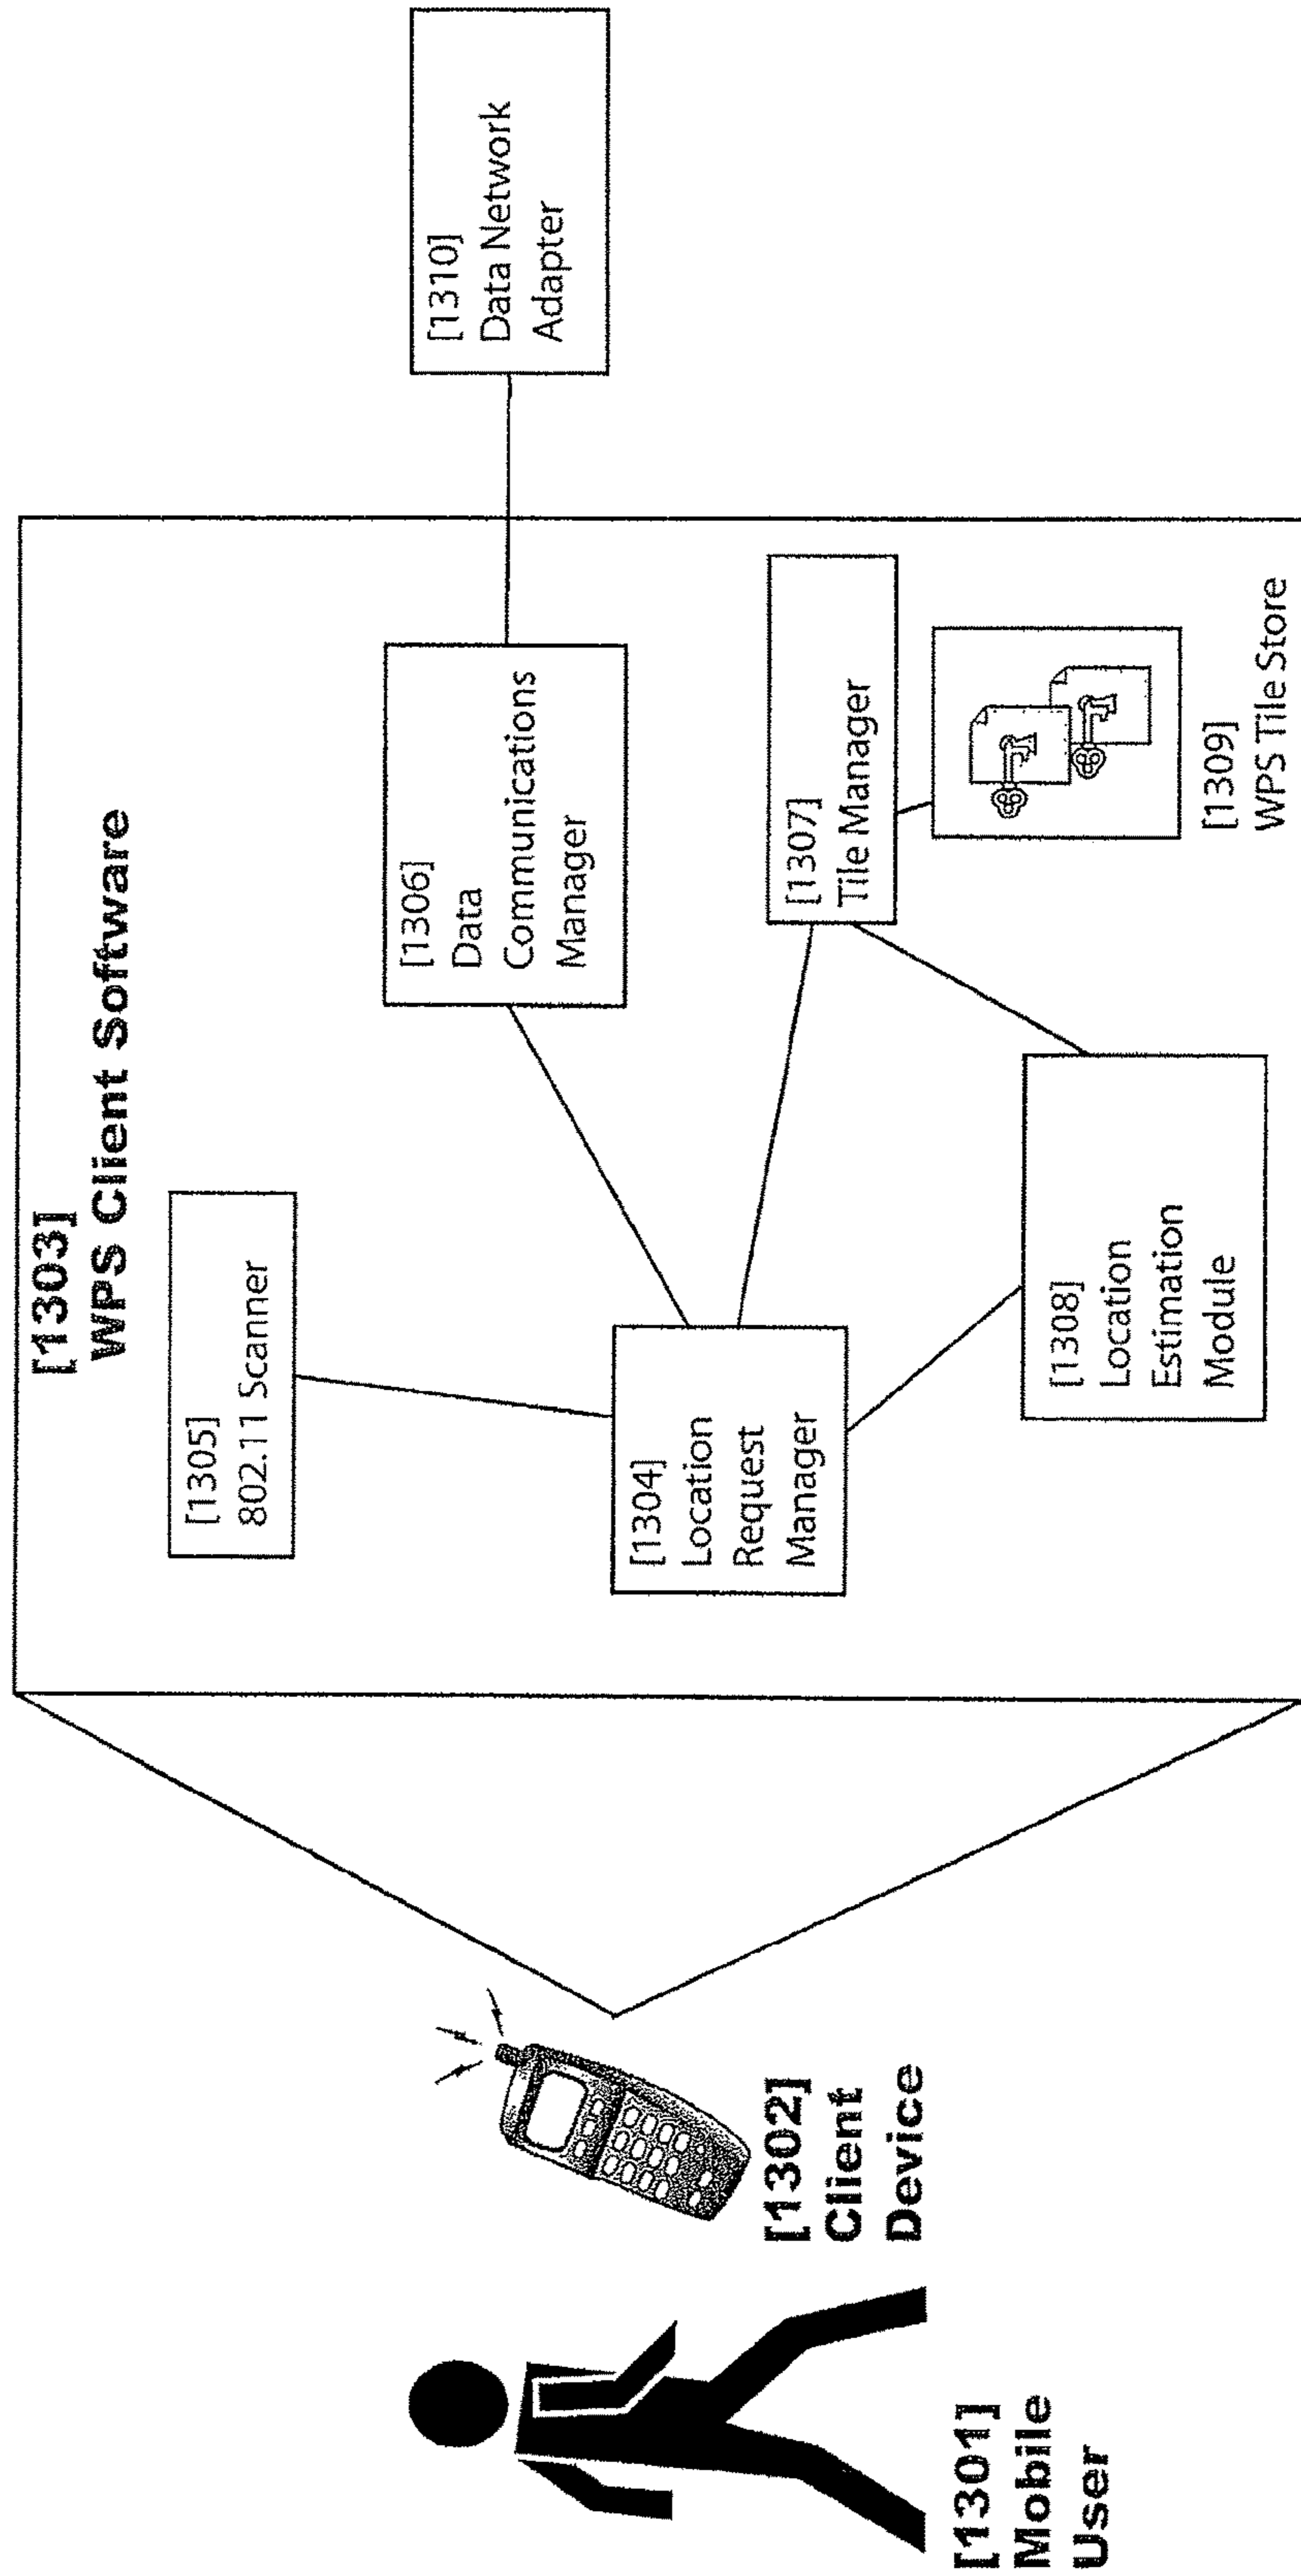 [1301]
Mobile
User
[1302]
Client
Device
[1303]
WPS Client Software
[1305]
802.11 Scanner
[1304]
Location
Request
Manager
[1306]
Data
Communications
Manager
[1307]
Tile Manager
[1308]
Location
Estimation
Module
[1309]
WPS Tile Store
[1310]
Data Network
Adapter